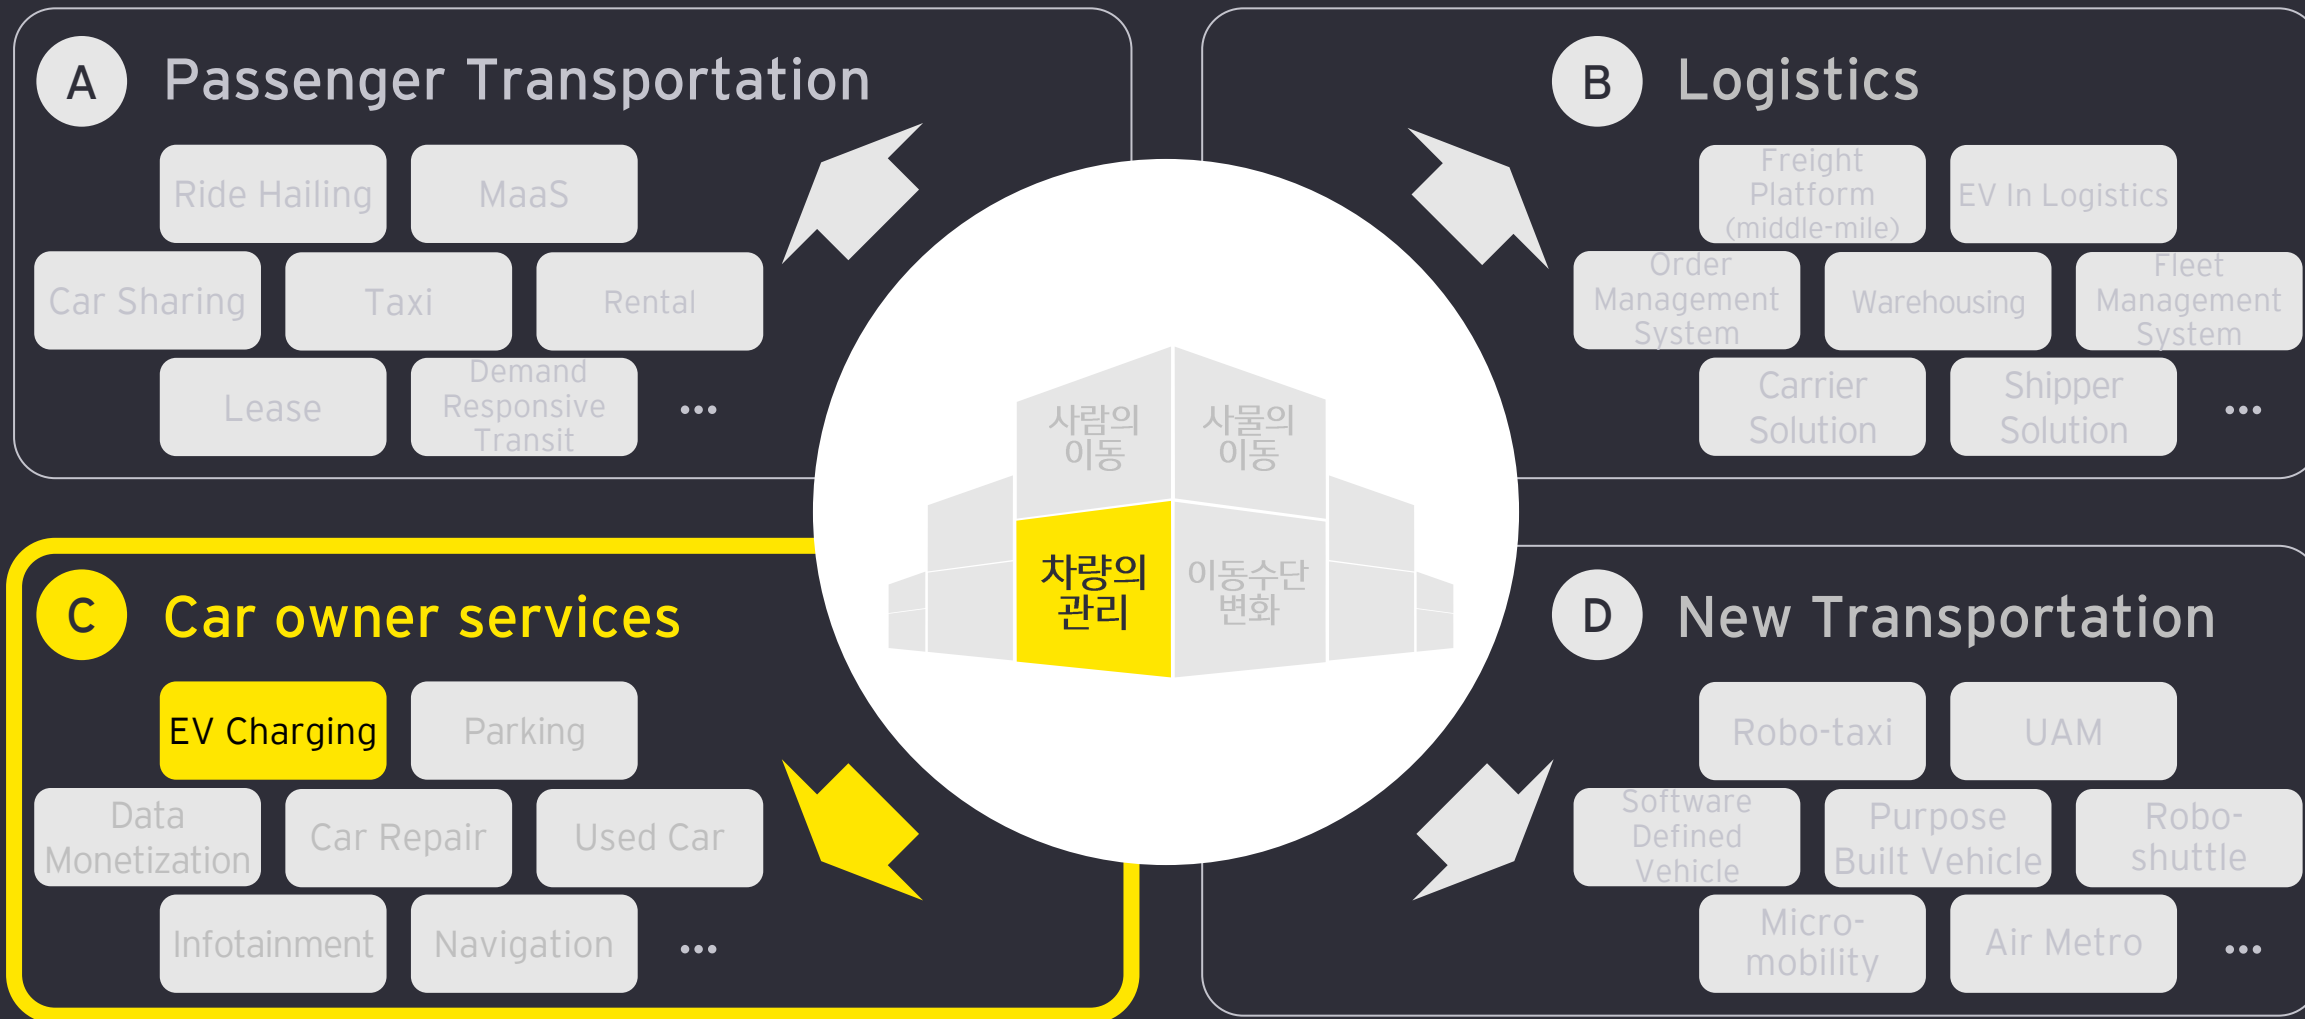 A
Passenger Transportation
Ride Hailing
MaaS
Car Sharing
Taxi
Rental
Lease
Demand
Responsive
Transit
...
B
Logistics
Freight
Platform
(middle-mile)
EV In Logistics
Order
Management
System
Warehousing
Fleet
Management
System
Carrier
Solution
Shipper
Solution
...
사람의
이동
사물의
이동
차량의
관리
이동수단
변화
C
Car owner services
EV Charging
Parking
Data
Monetization
Car Repair
Used Car
Infotainment
Navigation
...
D
New Transportation
Robo-taxi
UAM
Software
Defined
Vehicle
Purpose
Built Vehicle
Robo-
shuttle
Micro-
mobility
Air Metro
...